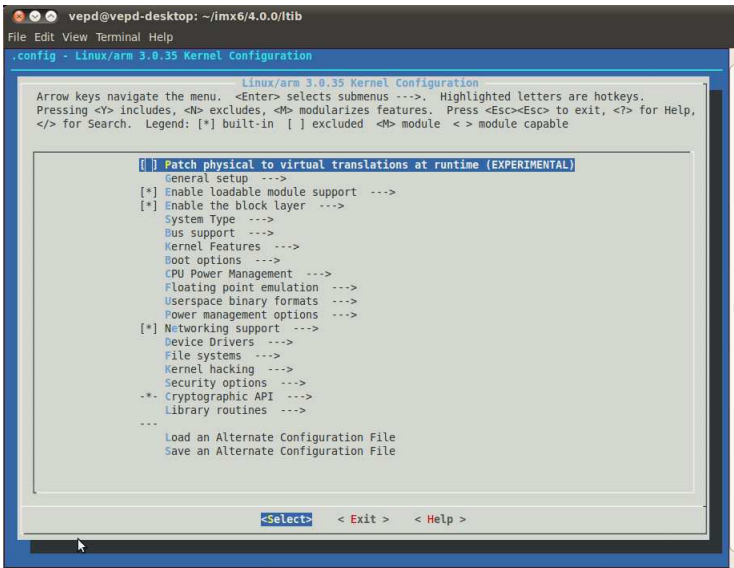 vepd@vepd-desktop: ~/imx6/4.0.0/ltib
File Edit View Terminal Help
.config - Linux/arm 3.0.35 Kernel Configuration
Linux/arm 3.0.35 Kernel Configuration
Arrow keys navigate the menu. <Enter> selects submenus --->. Highlighted letters are hotkeys.
Pressing <Y> includes, <N> excludes, <M> modularizes features. Press <Esc><Esc> to exit, <?> for Help,
</> for Search. Legend: [*] built-in [ ] excluded <M> module < > module capable
[ ] Patch physical to virtual translations at runtime (EXPERIMENTAL)
General setup --->
[*] Enable loadable module support --->
[*] Enable the block layer --->
System Type --->
Bus support --->
Kernel Features --->
Boot options --->
CPU Power Management --->
Floating point emulation --->
Userspace binary formats --->
Power management options --->
[*] Networking support --->
Device Drivers --->
File systems --->
Kernel hacking --->
Security options --->
-*- Cryptographic API --->
Library routines --->
---
Load an Alternate Configuration File
Save an Alternate Configuration File
<Select> < Exit > < Help >